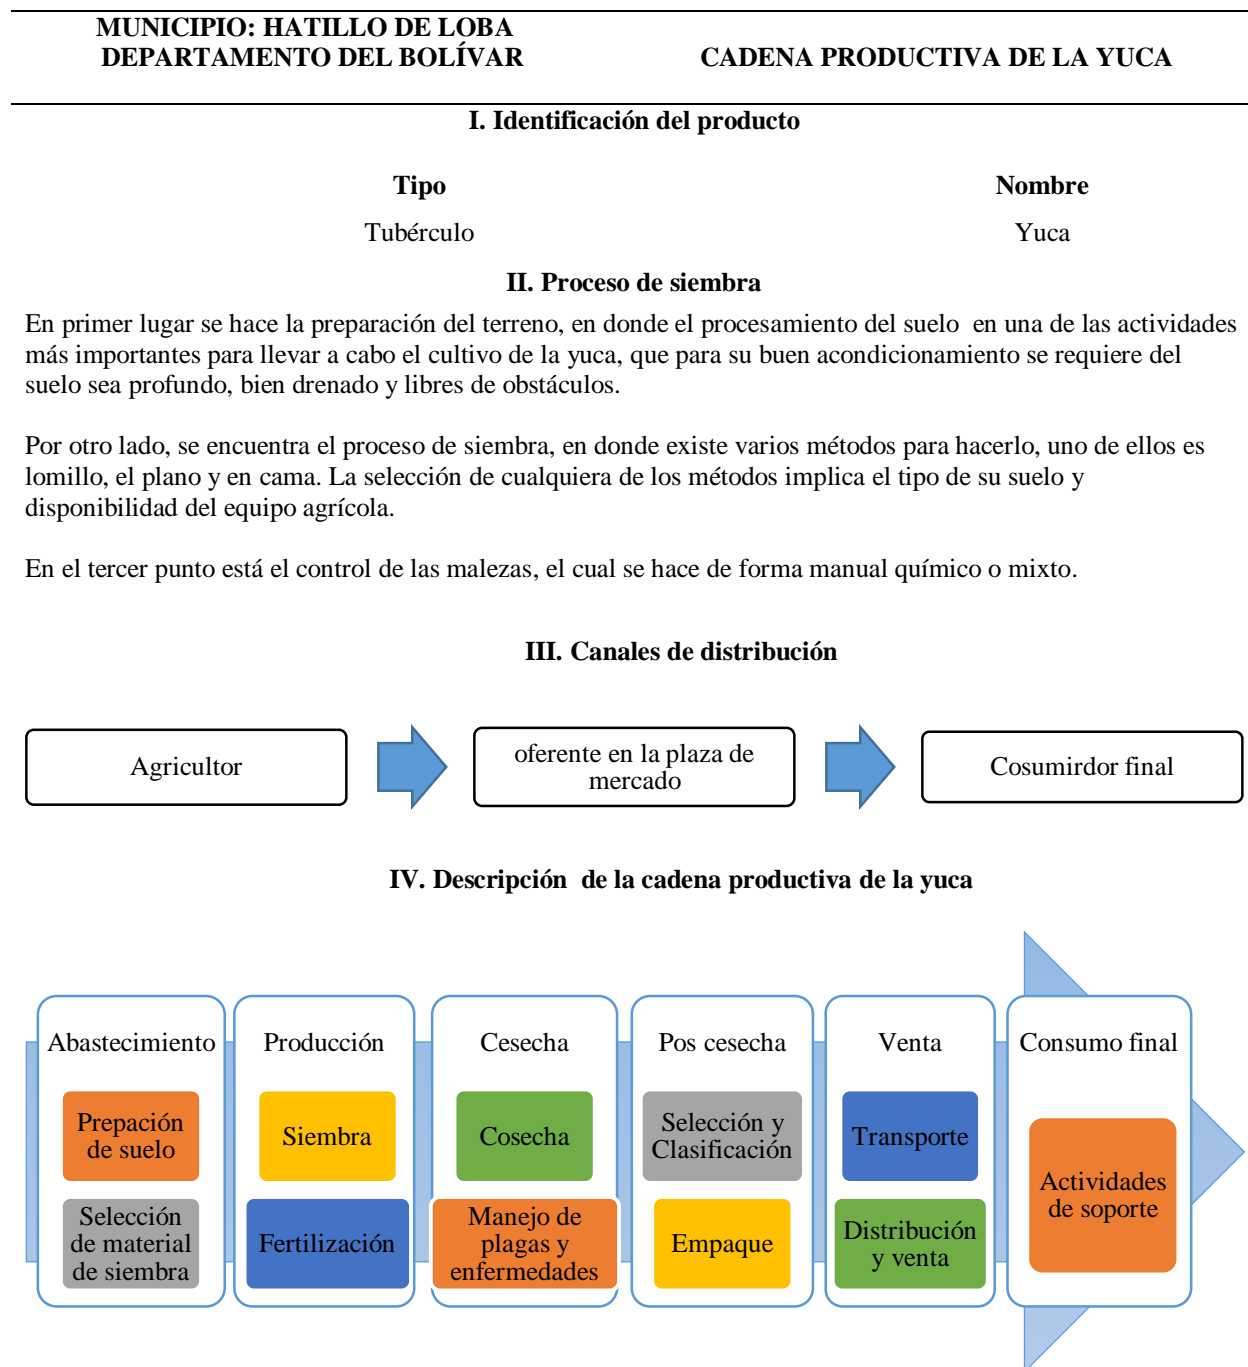 MUNICIPIO: HATILLO DE LOBA
DEPARTAMENTO DEL BOLÍVAR
CADENA PRODUCTIVA DE LA YUCA
I. Identificación del producto
Tipo
Nombre
Tubérculo
Yuca
II. Proceso de siembra
En primer lugar se hace la preparación del terreno, en donde el procesamiento del suelo en una de las actividades
más importantes para llevar a cabo el cultivo de la yuca, que para su buen acondicionamiento se requiere del
suelo sea profundo, bien drenado y libres de obstáculos.
Por otro lado, se encuentra el proceso de siembra, en donde existe varios métodos para hacerlo, uno de ellos es
lomillo, el plano y en cama. La selección de cualquiera de los métodos implica el tipo de su suelo y
disponibilidad del equipo agrícola.
En el tercer punto está el control de las malezas, el cual se hace de forma manual químico o mixto.
III. Canales de distribución
Agricultor
oferente en la plaza de
mercado
Cosumirdor final
IV. Descripción de la cadena productiva de la yuca
Abastecimiento
Prepación
de suelo
Selección
de material
de siembra
Producción
Siembra
Fertilización
Cesecha
Cosecha
Manejo de
plagas y
enfermedades
Pos cesecha
Selección y
Clasificación
Empaque
Venta
Transporte
Distribución
y venta
Consumo final
Actividades
de soporte